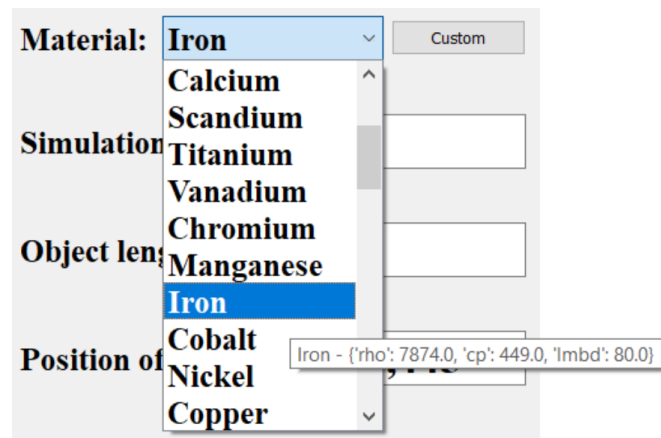 Material: Iron Custom
Calcium
Scandium
Simulation
Titanium
Vanadium
Chromium
Object
Manganese
Iron
Cobalt
Iron - {'rho': 7874.0, 'cp': 449.0, 'lmbd': 80.0}
Position of
Nickel
Copper